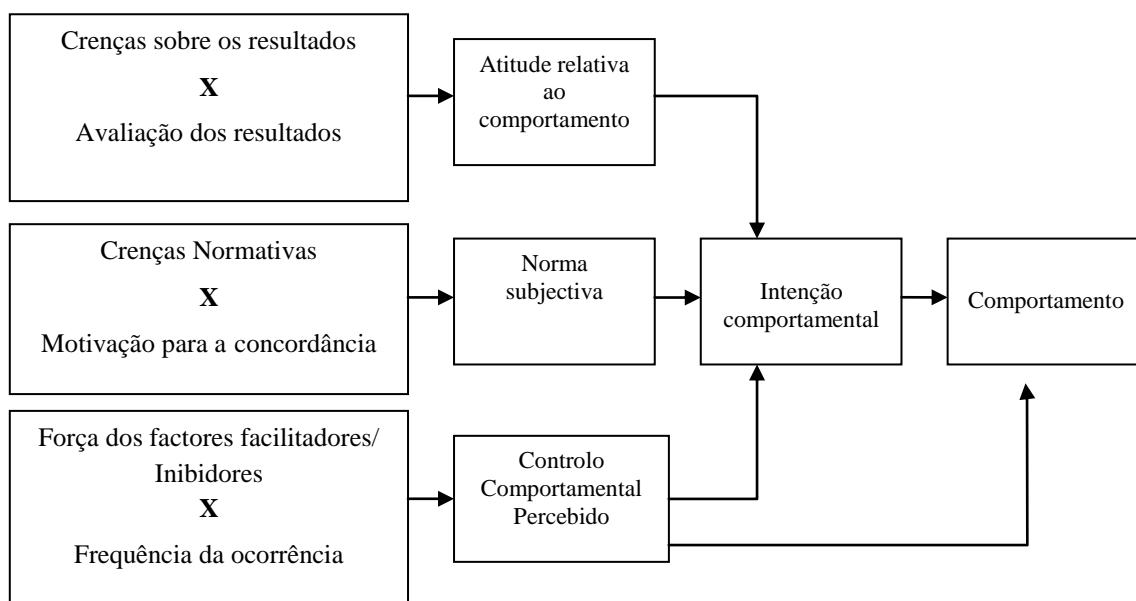 Crenças sobre os resultados
X
Avaliação dos resultados
Atitude relativa
ao
comportamento
Crenças Normativas
X
Motivação para a concordância
Norma
subjectiva
Intenção
comportamental
Comportamento
Força dos factores facilitadores/
Inibidores
X
Frequência da ocorrência
Controlo
Comportamental
Percebido